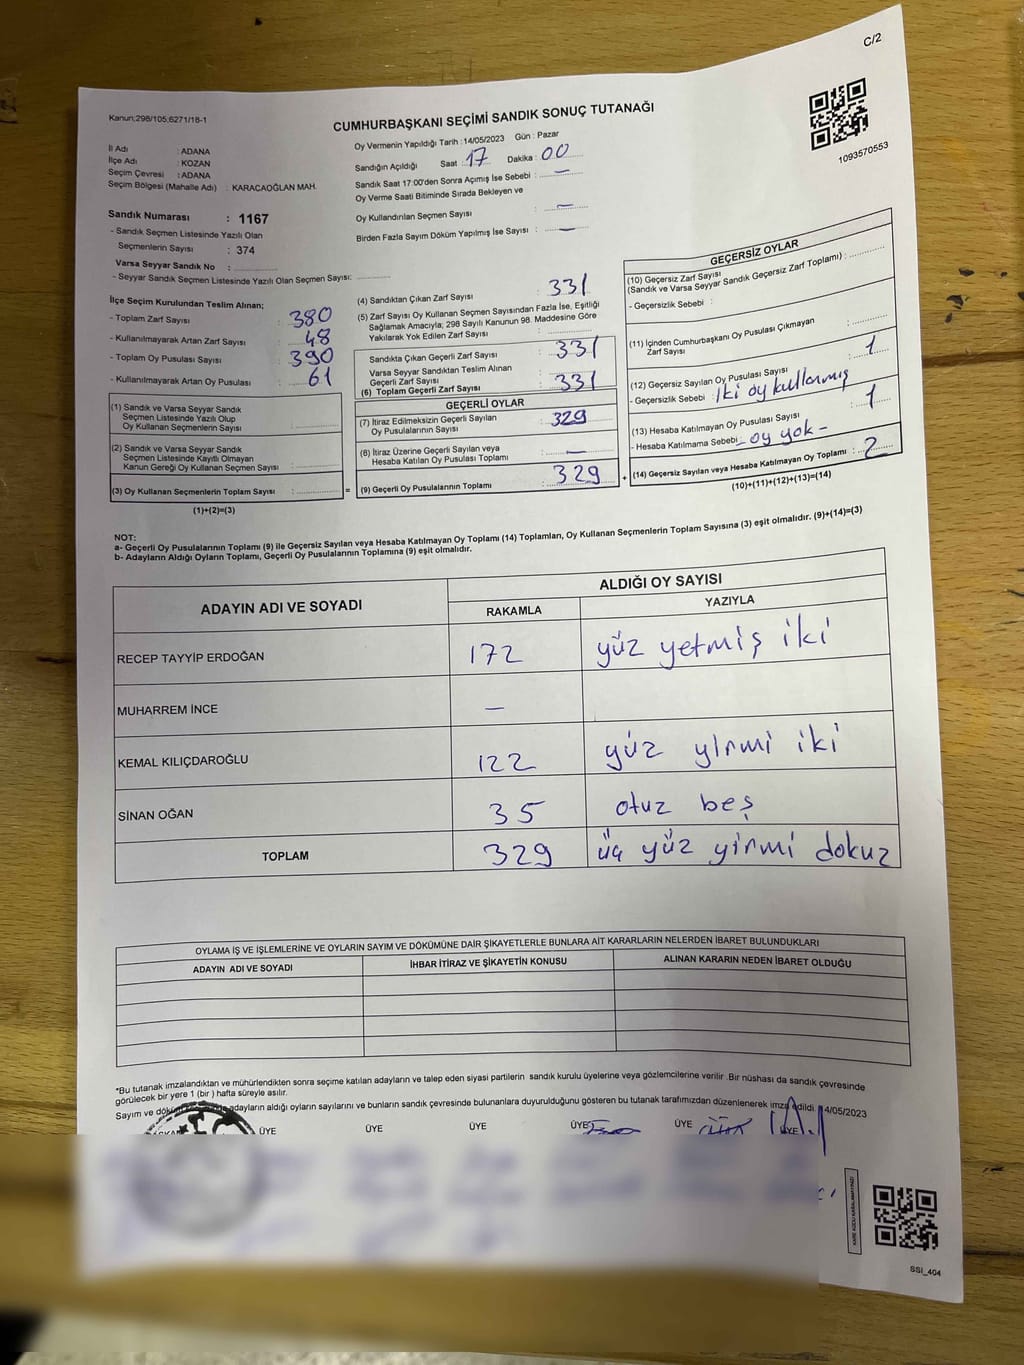 C/2
Kanun:298/105;6271/18-1
CUMHURBAŞKANI SEÇİMİ SANDIK SONUÇ TUTANAĞI
1093570553
İl Adı : ADANA
İlçe Adı : KOZAN
Seçim Çevresi : ADANA
Seçim Bölgesi (Mahalle Adı) : KARACAOĞLAN MAH.
Oy Vermenin Yapıldığı Tarih : 14/05/2023 Gün : Pazar
Sandığın Açıldığı Saat 17 Dakika : 00
Sandık Saat 17:00'den Sonra Açımış İse Sebebi : —
Oy Verme Saati Bitiminde Sırada Bekleyen ve
Oy Kullandırılan Seçmen Sayısı : —
Birden Fazla Sayım Döküm Yapılmış İse Sayısı : —
Sandık Numarası : 1167
- Sandık Seçmen Listesinde Yazılı Olan
Seçmenlerin Sayısı : 374
Varsa Seyyar Sandık No :
- Seyyar Sandık Seçmen Listesinde Yazılı Olan Seçmen Sayısı:
İlçe Seçim Kurulundan Teslim Alınan;
- Toplam Zarf Sayısı : 380
- Kullanılmayarak Artan Zarf Sayısı : 48
- Toplam Oy Pusulası Sayısı : 390
- Kullanılmayarak Artan Oy Pusulası : 61
(1) Sandık ve Varsa Seyyar Sandık
Seçmen Listesinde Yazılı Olup
Oy Kullanan Seçmenlerin Sayısı :
(2) Sandık ve Varsa Seyyar Sandık
Seçmen Listesinde Kayıtlı Olmayan
Kanun Gereği Oy Kullanan Seçmen Sayısı :
(3) Oy Kullanan Seçmenlerin Toplam Sayısı : =
(1)+(2)=(3)
(4) Sandıktan Çıkan Zarf Sayısı : 331
(5) Zarf Sayısı Oy Kullanan Seçmen Sayısından Fazla İse, Eşitliği
Sağlamak Amacıyla; 298 Sayılı Kanunun 98. Maddesine Göre
Yakılarak Yok Edilen Zarf Sayısı :
Sandıkta Çıkan Geçerli Zarf Sayısı : 331
Varsa Seyyar Sandıktan Teslim Alınan
Geçerli Zarf Sayısı :
(6) Toplam Geçerli Zarf Sayısı : 331
GEÇERLİ OYLAR
(7) İtiraz Edilmeksizin Geçerli Sayılan
Oy Pusulalarının Sayısı : 329
(8) İtiraz Üzerine Geçerli Sayılan veya
Hesaba Katılan Oy Pusulası Toplamı : —
(9) Geçerli Oy Pusulalarının Toplamı : 329 +
GEÇERSİZ OYLAR
(10) Geçersiz Zarf Sayısı
(Sandık ve Varsa Seyyar Sandık Geçersiz Zarf Toplamı) :
- Geçersizlik Sebebi :
(11) İçinden Cumhurbaşkanı Oy Pusulası Çıkmayan
Zarf Sayısı :
(12) Geçersiz Sayılan Oy Pusulası Sayısı : 1
- Geçersizlik Sebebi : iki oy kullanmış
(13) Hesaba Katılmayan Oy Pusulası Sayısı : 1
- Hesaba Katılmama Sebebi - oy yok -
(14) Geçersiz Sayılan veya Hesaba Katılmayan Oy Toplamı : 2
(10)+(11)+(12)+(13)=(14)
NOT:
a- Geçerli Oy Pusulalarının Toplamı (9) ile Geçersiz Sayılan veya Hesaba Katılmayan Oy Toplamı (14) Toplamları, Oy Kullanan Seçmenlerin Toplam Sayısına (3) eşit olmalıdır. (9)+(14)=(3)
b- Adayların Aldığı Oyların Toplamı, Geçerli Oy Pusulalarının Toplamına (9) eşit olmalıdır.
ADAYIN ADI VE SOYADI
ALDIĞI OY SAYISI
RAKAMLA YAZIYLA
RECEP TAYYİP ERDOĞAN 172 yüz yetmiş iki
MUHARREM İNCE —
KEMAL KILIÇDAROĞLU 122 yüz yirmi iki
SİNAN OĞAN 35 otuz beş
TOPLAM 329 üç yüz yirmi dokuz
OYLAMA İŞ VE İŞLEMLERİNE VE OYLARIN SAYIM VE DÖKÜMÜNE DAİR ŞİKAYETLERLE BUNLARA AİT KARARLARIN NELERDEN İBARET BULUNDUKLARI
ADAYIN ADI VE SOYADI İHBAR İTİRAZ VE ŞİKAYETİN KONUSU ALINAN KARARIN NEDEN İBARET OLDUĞU
*Bu tutanak imzalandıktan ve mühürlendikten sonra seçime katılan adayların ve talep eden siyasi partilerin sandık kurulu üyelerine veya gözlemcilerine verilir .Bir nüshası da sandık çevresinde
görülecek bir yere 1 (bir ) hafta süreyle asılır.
Sayım ve adayların aldığı oyların sayılarını ve bunların sandık çevresinde bulunanlara duyurulduğunu gösteren bu tutanak tarafımızdan düzenlenerek imza edildi. 14/05/2023
ÜYE ÜYE ÜYE ÜYE ÜYE ÜYE
SSI_404